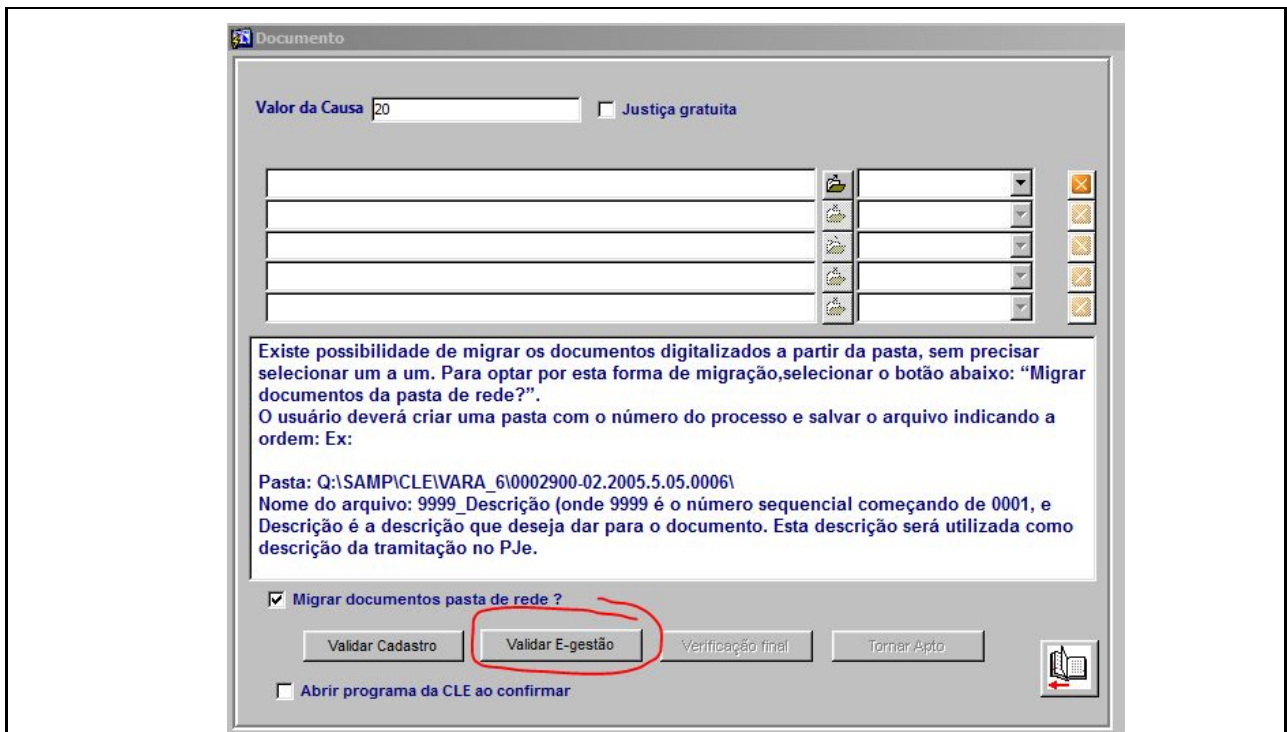 Documento
Valor da Causa 20 Justiça gratuita
Existe possibilidade de migrar os documentos digitalizados a partir da pasta, sem precisar
selecionar um a um. Para optar por esta forma de migração,selecionar o botão abaixo: “Migrar
documentos da pasta de rede?”.
O usuário deverá criar uma pasta com o número do processo e salvar o arquivo indicando a
ordem: Ex:
Pasta: Q:\SAMP\CLE\VARA_6\0002900-02.2005.5.05.0006\
Nome do arquivo: 9999_Descrição (onde 9999 é o número sequencial começando de 0001, e
Descrição é a descrição que deseja dar para o documento. Esta descrição será utilizada como
descrição da tramitação no PJe.
Migrar documentos pasta de rede ?
Validar Cadastro Validar E-gestão Verificação final Tornar Apto
Abrir programa da CLE ao confirmar